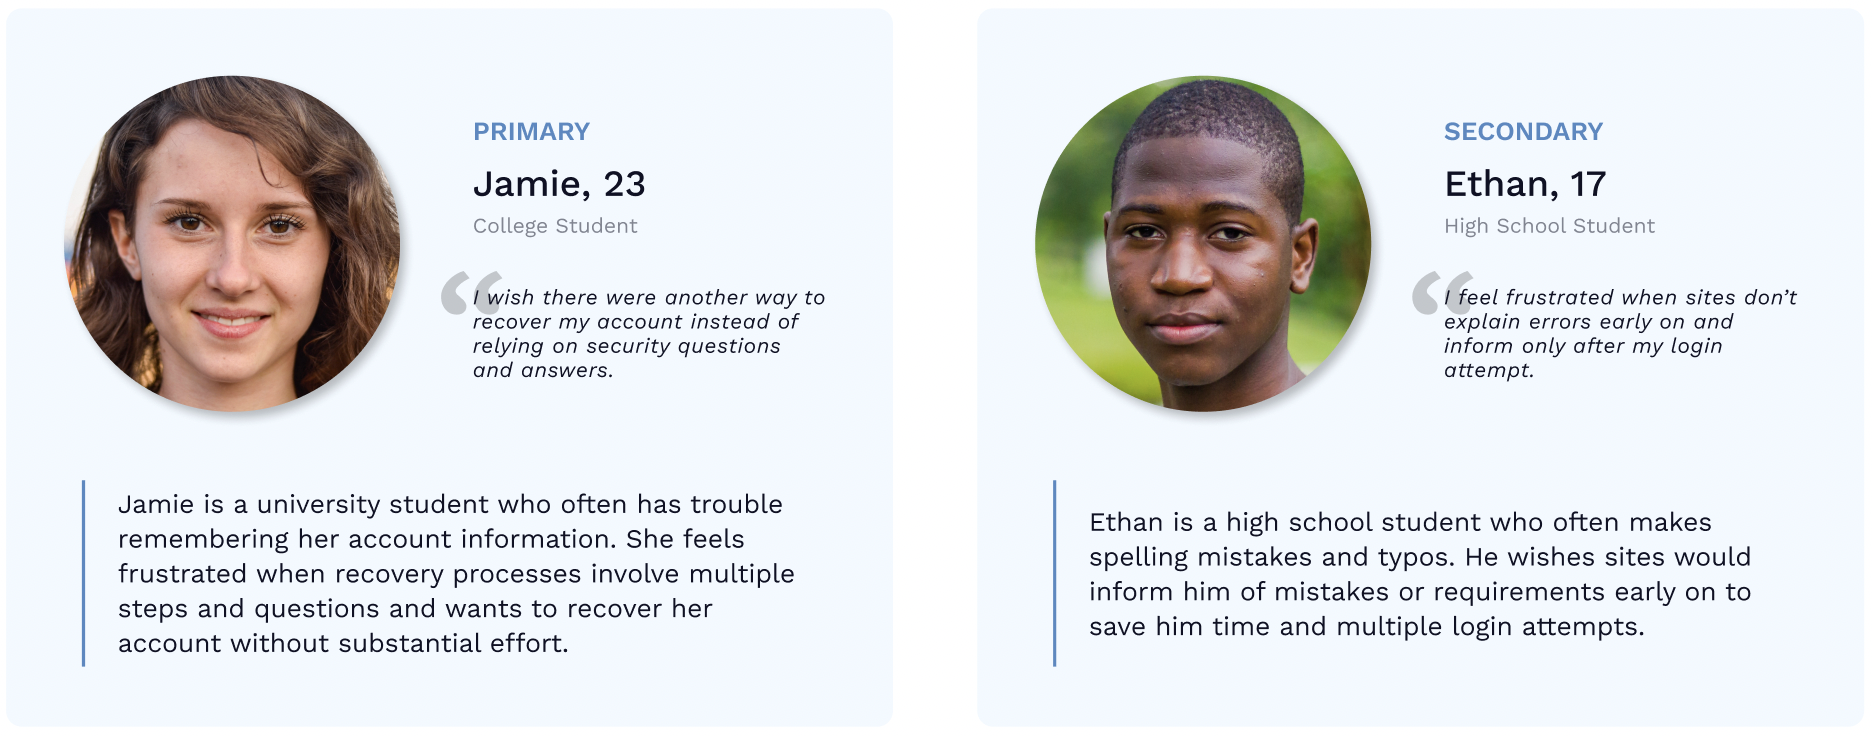 PRIMARY
Jamie, 23
College Student
“
I wish there were another way to
recover my account instead of
relying on security questions
and answers.
Jamie is a university student who often has trouble
remembering her account information. She feels
frustrated when recovery processes involve multiple
steps and questions and wants to recover her
account without substantial effort.
SECONDARY
Ethan, 17
High School Student
“
I feel frustrated when sites don’t
explain errors early on and
inform only after my login
attempt.
Ethan is a high school student who often makes
spelling mistakes and typos. He wishes sites would
inform him of mistakes or requirements early on to
save him time and multiple login attempts.